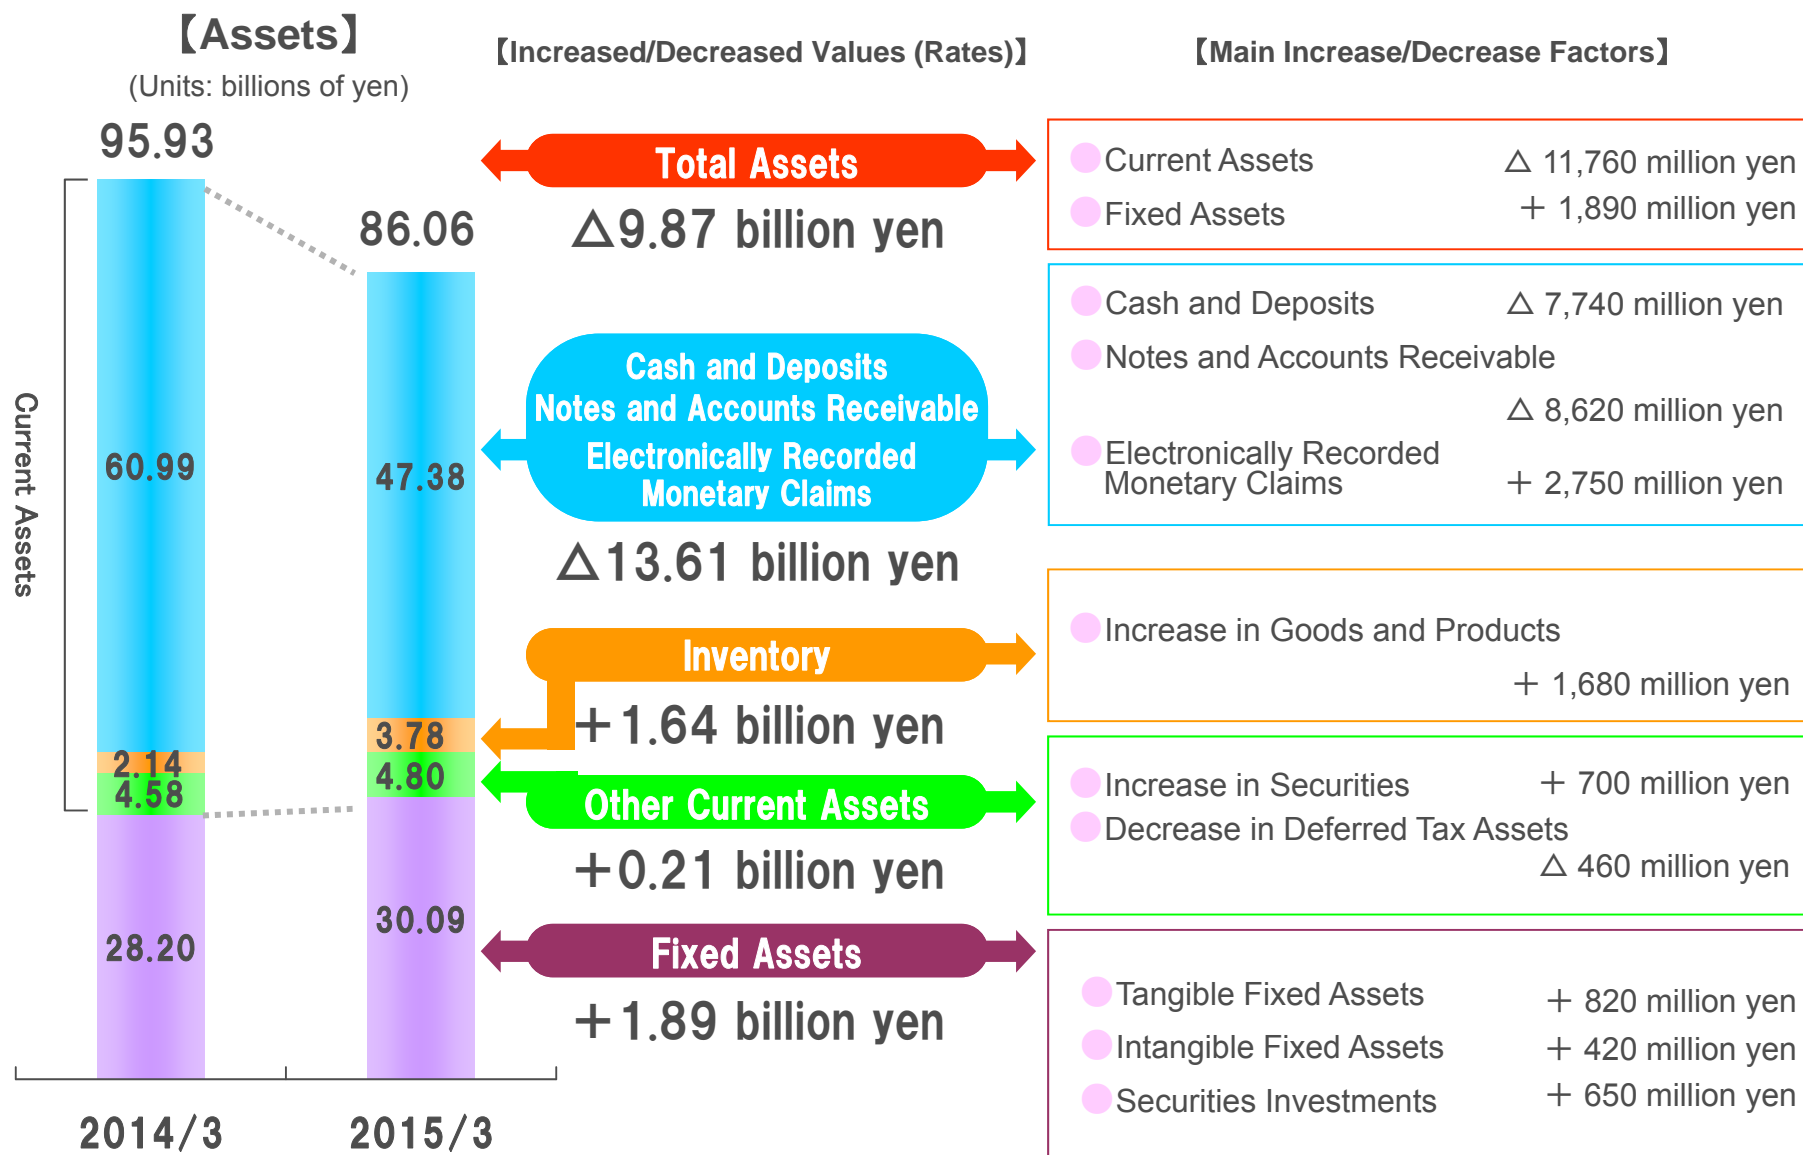 【Assets】
(Units: billions of yen)
95.93
86.06
Current Assets
60.99
47.38
2.14
3.78
4.58
4.80
28.20
30.09
2014/3
2015/3
【Increased/Decreased Values (Rates)】
Total Assets
△9.87 billion yen
Cash and Deposits
Notes and Accounts Receivable
Electronically Recorded
Monetary Claims
△13.61 billion yen
Inventory
＋1.64 billion yen
Other Current Assets
＋0.21 billion yen
Fixed Assets
＋1.89 billion yen
【Main Increase/Decrease Factors】
Current Assets △ 11,760 million yen
Fixed Assets ＋ 1,890 million yen
Cash and Deposits △ 7,740 million yen
Notes and Accounts Receivable
△ 8,620 million yen
Electronically Recorded
Monetary Claims ＋ 2,750 million yen
Increase in Goods and Products
＋ 1,680 million yen
Increase in Securities ＋ 700 million yen
Decrease in Deferred Tax Assets
△ 460 million yen
Tangible Fixed Assets ＋ 820 million yen
Intangible Fixed Assets ＋ 420 million yen
Securities Investments ＋ 650 million yen